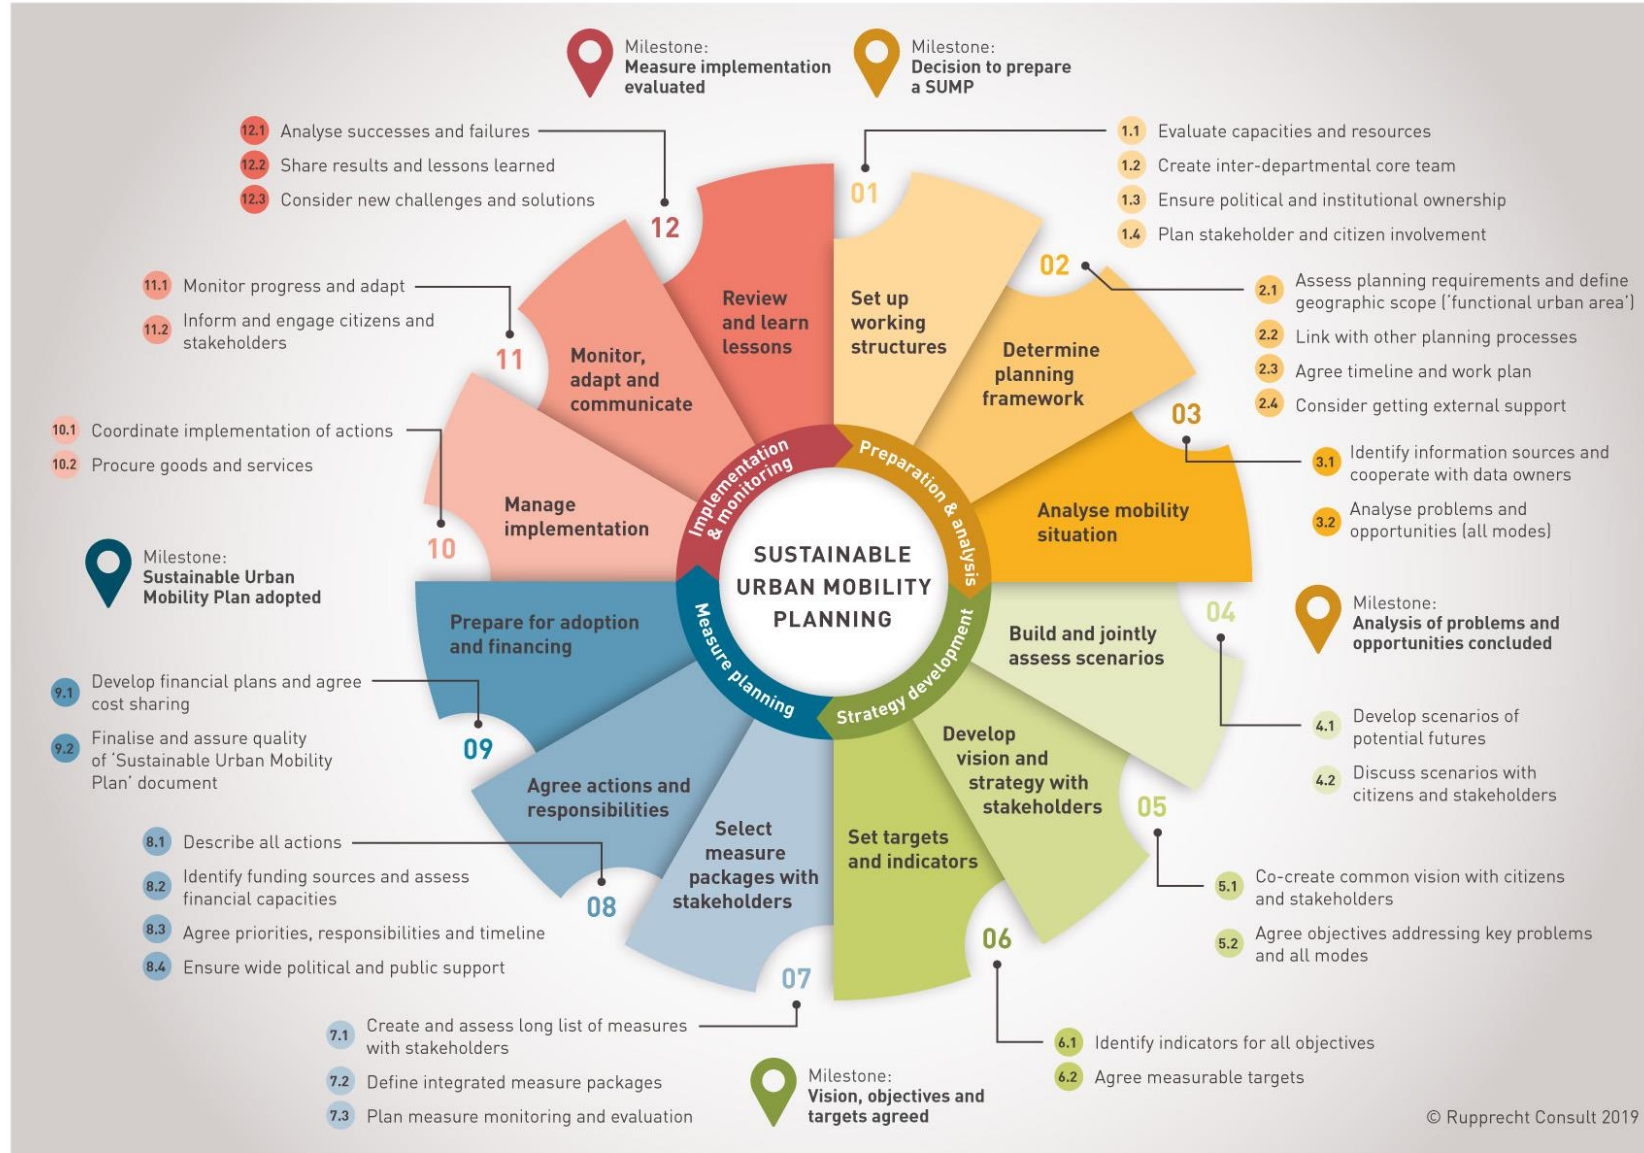 Milestone:
Measure implementation
evaluated
Milestone:
Decision to prepare
a SUMP
12.1 Analyse successes and failures
12.2 Share results and lessons learned
12.3 Consider new challenges and solutions
12
01
1.1 Evaluate capacities and resources
1.2 Create inter-departmental core team
1.3 Ensure political and institutional ownership
1.4 Plan stakeholder and citizen involvement
02
2.1 Assess planning requirements and define
geographic scope (‘functional urban area’)
2.2 Link with other planning processes
2.3 Agree timeline and work plan
2.4 Consider getting external support
11.1 Monitor progress and adapt
11.2 Inform and engage citizens and
stakeholders
11
Review
and learn
lessons
Set up
working
structures
Monitor,
adapt and
communicate
Determine
planning
framework
03
3.1 Identify information sources and
cooperate with data owners
3.2 Analyse problems and
opportunities (all modes)
10.1 Coordinate implementation of actions
10.2 Procure goods and services
10
Manage
implementation
Analyse mobility
situation
Implementation
& monitoring
Preparation & analysis
SUSTAINABLE
URBAN MOBILITY
PLANNING
Measure planning
Strategy development
Milestone:
Sustainable Urban
Mobility Plan adopted
Milestone:
Analysis of problems and
opportunities concluded
Prepare for adoption
and financing
Build and jointly
assess scenarios
04
4.1 Develop scenarios of
potential futures
4.2 Discuss scenarios with
citizens and stakeholders
9.1 Develop financial plans and agree
cost sharing
9.2 Finalise and assure quality
of ‘Sustainable Urban Mobility
Plan’ document
09
Agree actions and
responsibilities
Develop
vision and
strategy with
stakeholders
05
5.1 Co-create common vision with citizens
and stakeholders
5.2 Agree objectives addressing key problems
and all modes
8.1 Describe all actions
8.2 Identify funding sources and assess
financial capacities
8.3 Agree priorities, responsibilities and timeline
8.4 Ensure wide political and public support
08
Select
measure
packages with
stakeholders
Set targets
and indicators
06
6.1 Identify indicators for all objectives
6.2 Agree measurable targets
07
7.1 Create and assess long list of measures
with stakeholders
7.2 Define integrated measure packages
7.3 Plan measure monitoring and evaluation
Milestone:
Vision, objectives and
targets agreed
© Rupprecht Consult 2019